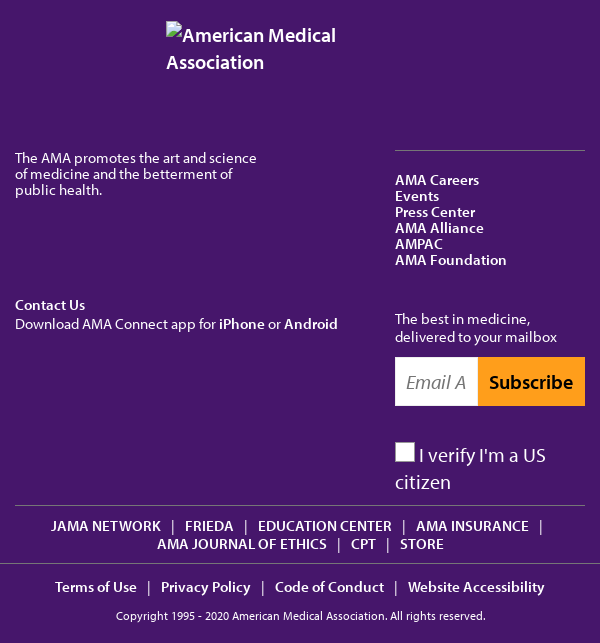 American Medical
Association
The AMA promotes the art and science
of medicine and the betterment of
public health.
AMA Careers
Events
Press Center
AMA Alliance
AMPAC
AMA Foundation
Contact Us
Download AMA Connect app for iPhone or Android
The best in medicine,
delivered to your mailbox
Email A Subscribe
I verify I'm a US
citizen
JAMA NETWORK | FRIEDA | EDUCATION CENTER | AMA INSURANCE |
AMA JOURNAL OF ETHICS | CPT | STORE
Terms of Use | Privacy Policy | Code of Conduct | Website Accessibility
Copyright 1995 - 2020 American Medical Association. All rights reserved.